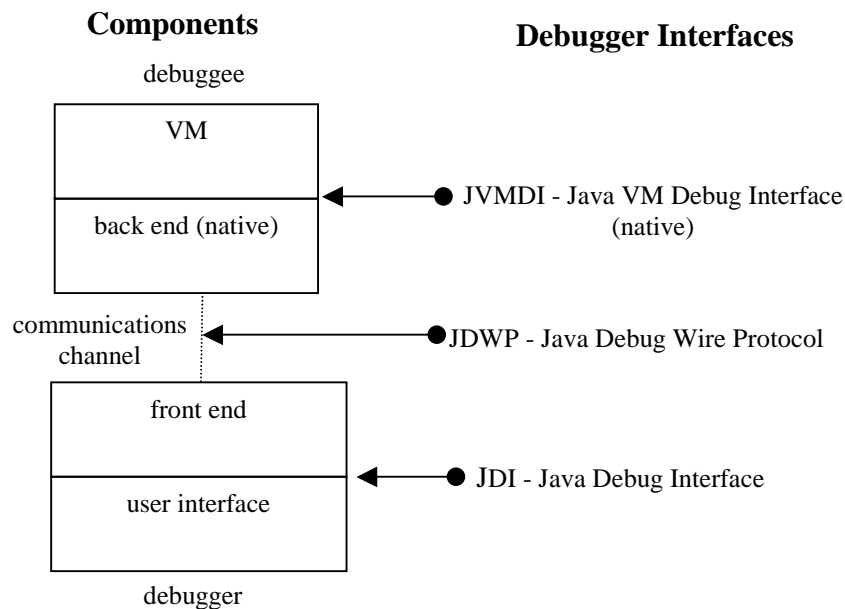 Components
Debugger Interfaces
debuggee
VM
JVMDI - Java VM Debug Interface
(native)
back end (native)
communications
channel
JDWP - Java Debug Wire Protocol
front end
JDI - Java Debug Interface
user interface
debugger